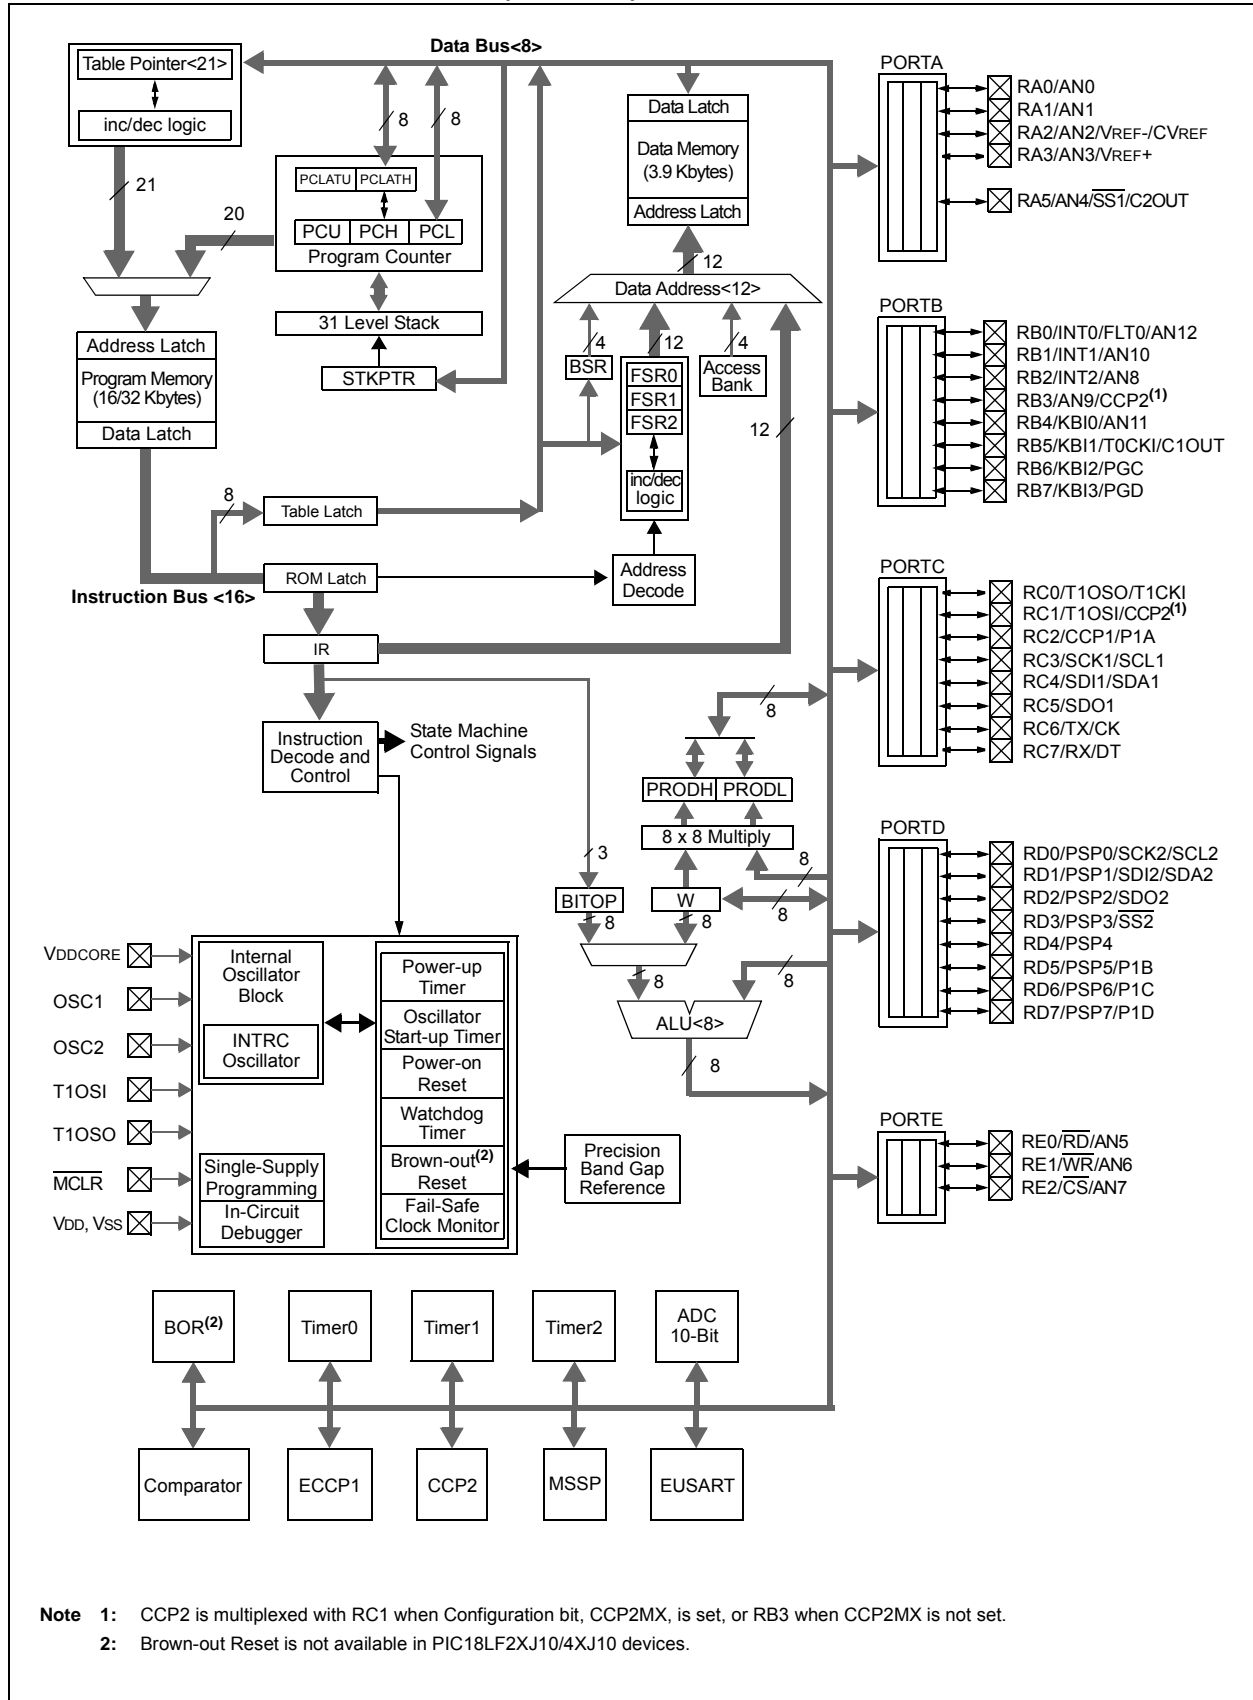 Data Bus<8>
Table Pointer<21>
inc/dec logic
21
20
8
8
PCLATU PCLATH
PCU PCH PCL
Program Counter
31 Level Stack
STKPTR
Address Latch
Program Memory
(16/32 Kbytes)
Data Latch
8
Table Latch
ROM Latch
Instruction Bus <16>
IR
Data Latch
Data Memory
(3.9 Kbytes)
Address Latch
12
Data Address<12>
4
12
4
BSR
FSR0
FSR1
FSR2
inc/dec
logic
Access
Bank
12
Address
Decode
Instruction
Decode and
Control
State Machine
Control Signals
8
PRODH PRODL
8 x 8 Multiply
3
8
BITOP
W
8
8
8
8
8
ALU<8>
8
VDDCORE
OSC1
OSC2
T1OSI
T1OSO
M̅C̅L̅R̅
VDD, VSS
Internal
Oscillator
Block
INTRC
Oscillator
Single-Supply
Programming
In-Circuit
Debugger
Power-up
Timer
Oscillator
Start-up Timer
Power-on
Reset
Watchdog
Timer
Brown-out(2)
Reset
Fail-Safe
Clock Monitor
Precision
Band Gap
Reference
BOR(2)
Timer0
Timer1
Timer2
ADC
10-Bit
Comparator
ECCP1
CCP2
MSSP
EUSART
PORTA
RA0/AN0
RA1/AN1
RA2/AN2/VREF-/CVREF
RA3/AN3/VREF+
RA5/AN4/S̅S̅1̅/C2OUT
PORTB
RB0/INT0/FLT0/AN12
RB1/INT1/AN10
RB2/INT2/AN8
RB3/AN9/CCP2(1)
RB4/KBI0/AN11
RB5/KBI1/T0CKI/C1OUT
RB6/KBI2/PGC
RB7/KBI3/PGD
PORTC
RC0/T1OSO/T1CKI
RC1/T1OSI/CCP2(1)
RC2/CCP1/P1A
RC3/SCK1/SCL1
RC4/SDI1/SDA1
RC5/SDO1
RC6/TX/CK
RC7/RX/DT
PORTD
RD0/PSP0/SCK2/SCL2
RD1/PSP1/SDI2/SDA2
RD2/PSP2/SDO2
RD3/PSP3/S̅S̅2̅
RD4/PSP4
RD5/PSP5/P1B
RD6/PSP6/P1C
RD7/PSP7/P1D
PORTE
RE0/R̅D̅/AN5
RE1/W̅R̅/AN6
RE2/C̅S̅/AN7
Note 1: CCP2 is multiplexed with RC1 when Configuration bit, CCP2MX, is set, or RB3 when CCP2MX is not set.
2: Brown-out Reset is not available in PIC18LF2XJ10/4XJ10 devices.